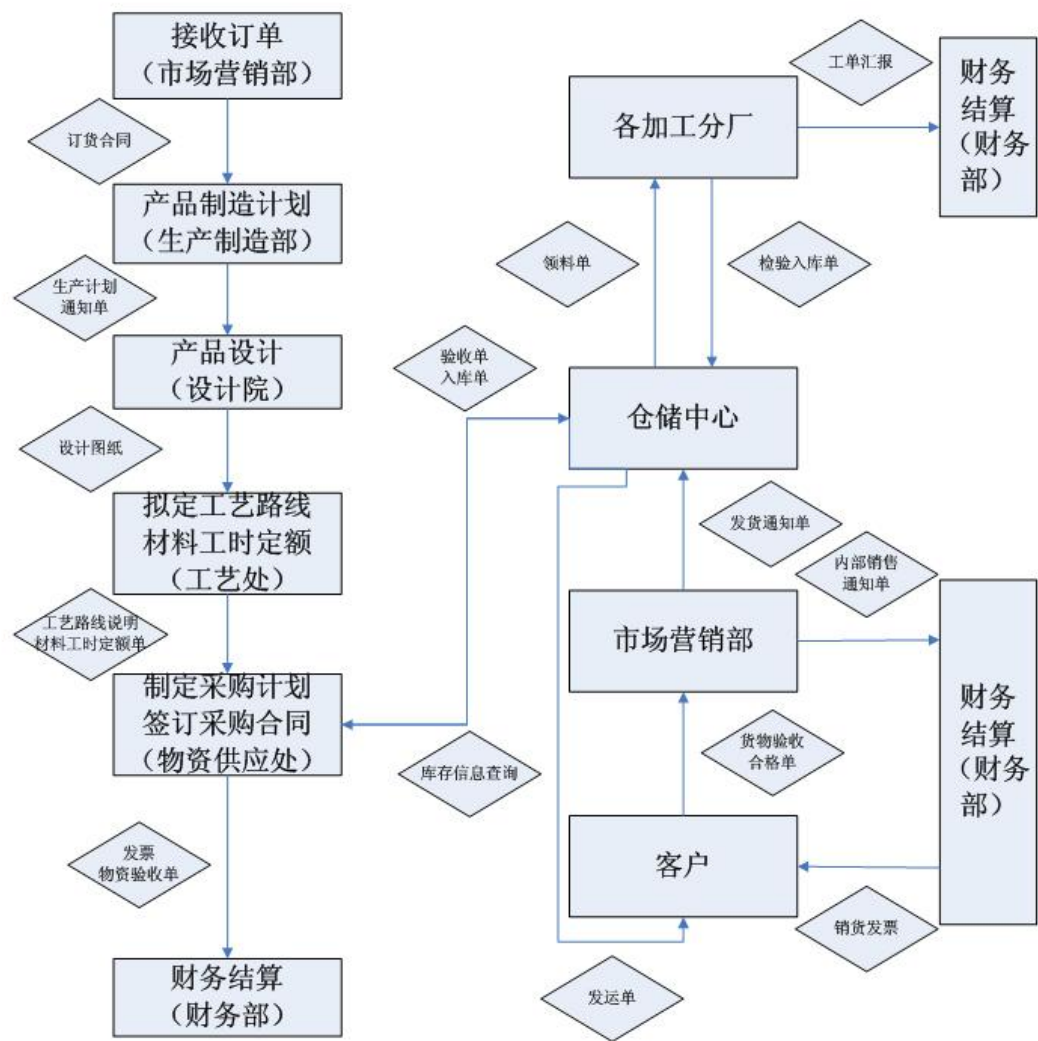 接收订单
（市场营销部）
订货合同
产品制造计划
（生产制造部）
生产计划
通知单
产品设计
（设计院）
设计图纸
拟定工艺路线
材料工时定额
（工艺处）
工艺路线说明
材料工时定额单
制定采购计划
签订采购合同
（物资供应处）
发票
物资验收单
财务结算
（财务部）
工单汇报
各加工分厂
财务
结算
（财务
部）
领料单
检验入库单
验收单
入库单
仓储中心
发货通知单
内部销售
通知单
市场营销部
财务
结算
（财务
部）
货物验收
合格单
库存信息查询
客户
销货发票
发运单